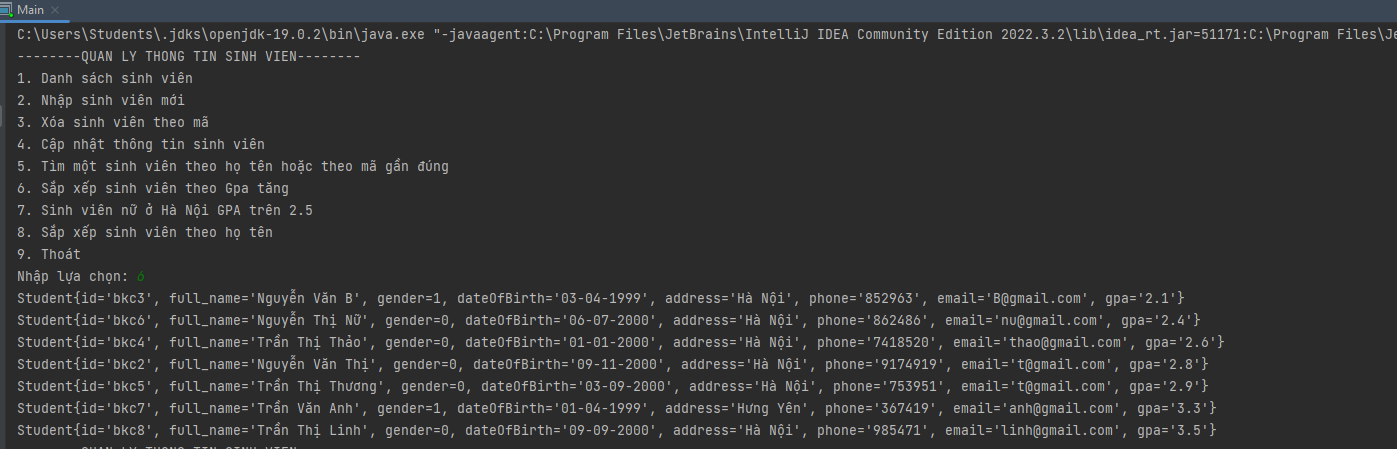 Main
C:\Users\Students\.jdks\openjdk-19.0.2\bin\java.exe "-javaagent:C:\Program Files\JetBrains\IntelliJ IDEA Community Edition 2022.3.2\lib\idea_rt.jar=51171:C:\Program Files\Je
--------QUAN LY THONG TIN SINH VIEN--------
1. Danh sách sinh viên
2. Nhập sinh viên mới
3. Xóa sinh viên theo mã
4. Cập nhật thông tin sinh viên
5. Tìm một sinh viên theo họ tên hoặc theo mã gần đúng
6. Sắp xếp sinh viên theo Gpa tăng
7. Sinh viên nữ ở Hà Nội GPA trên 2.5
8. Sắp xếp sinh viên theo họ tên
9. Thoát
Nhập lựa chọn: 6
Student{id='bkc3', full_name='Nguyễn Văn B', gender=1, dateOfBirth='03-04-1999', address='Hà Nội', phone='852963', email='B@gmail.com', gpa='2.1'}
Student{id='bkc6', full_name='Nguyễn Thị Nữ', gender=0, dateOfBirth='06-07-2000', address='Hà Nội', phone='862486', email='nu@gmail.com', gpa='2.4'}
Student{id='bkc4', full_name='Trần Thị Thảo', gender=0, dateOfBirth='01-01-2000', address='Hà Nội', phone='7418520', email='thao@gmail.com', gpa='2.6'}
Student{id='bkc2', full_name='Nguyễn Văn Thị', gender=0, dateOfBirth='09-11-2000', address='Hà Nội', phone='9174919', email='t@gmail.com', gpa='2.8'}
Student{id='bkc5', full_name='Trần Thị Thương', gender=0, dateOfBirth='03-09-2000', address='Hà Nội', phone='753951', email='t@gmail.com', gpa='2.9'}
Student{id='bkc7', full_name='Trần Văn Anh', gender=1, dateOfBirth='01-04-1999', address='Hưng Yên', phone='367419', email='anh@gmail.com', gpa='3.3'}
Student{id='bkc8', full_name='Trần Thị Linh', gender=0, dateOfBirth='09-09-2000', address='Hà Nội', phone='985471', email='linh@gmail.com', gpa='3.5'}
--------QUAN LY THONG TIN SINH VIEN--------